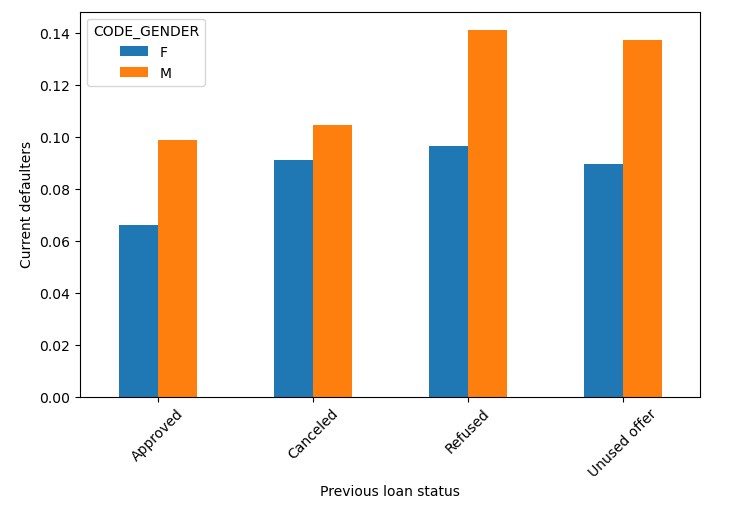 CODE_GENDER
F
M
0.14
0.12
0.10
0.08
0.06
0.04
0.02
0.00
Current defaulters
Approved
Canceled
Refused
Unused offer
Previous loan status